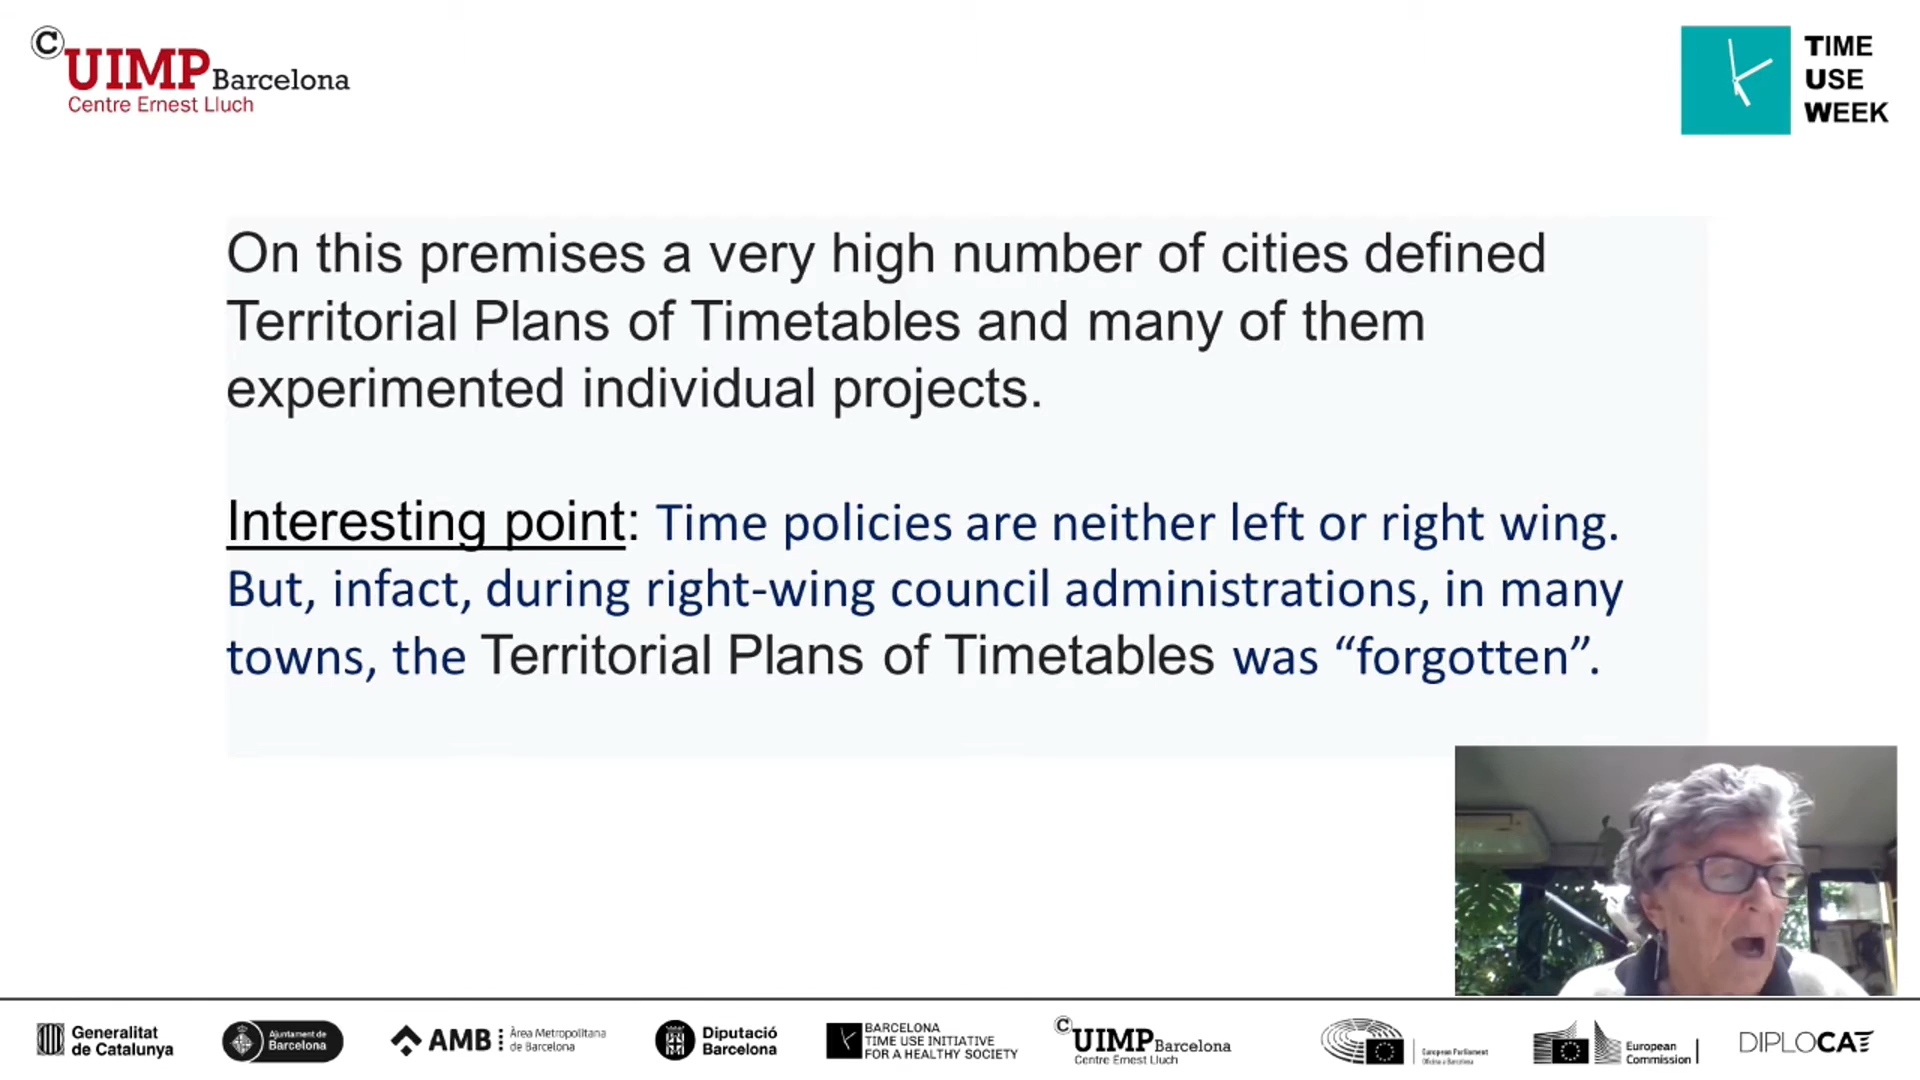 © UIMP Barcelona
Centre Ernest Lluch
TIME
USE
WEEK
On this premises a very high number of cities defined
Territorial Plans of Timetables and many of them
experimented individual projects.
Interesting point: Time policies are neither left or right wing.
But, infact, during right-wing council administrations, in many
towns, the Territorial Plans of Timetables was “forgotten”.
Generalitat
de Catalunya
Ajuntament de
Barcelona
AMB
Àrea Metropolitana
de Barcelona
Diputació
Barcelona
BARCELONA
TIME USE INITIATIVE
FOR A HEALTHY SOCIETY
© UIMP Barcelona
Centre Ernest Lluch
European Parliament
Oficina a Barcelona
European
Commission
DIPLOCAT